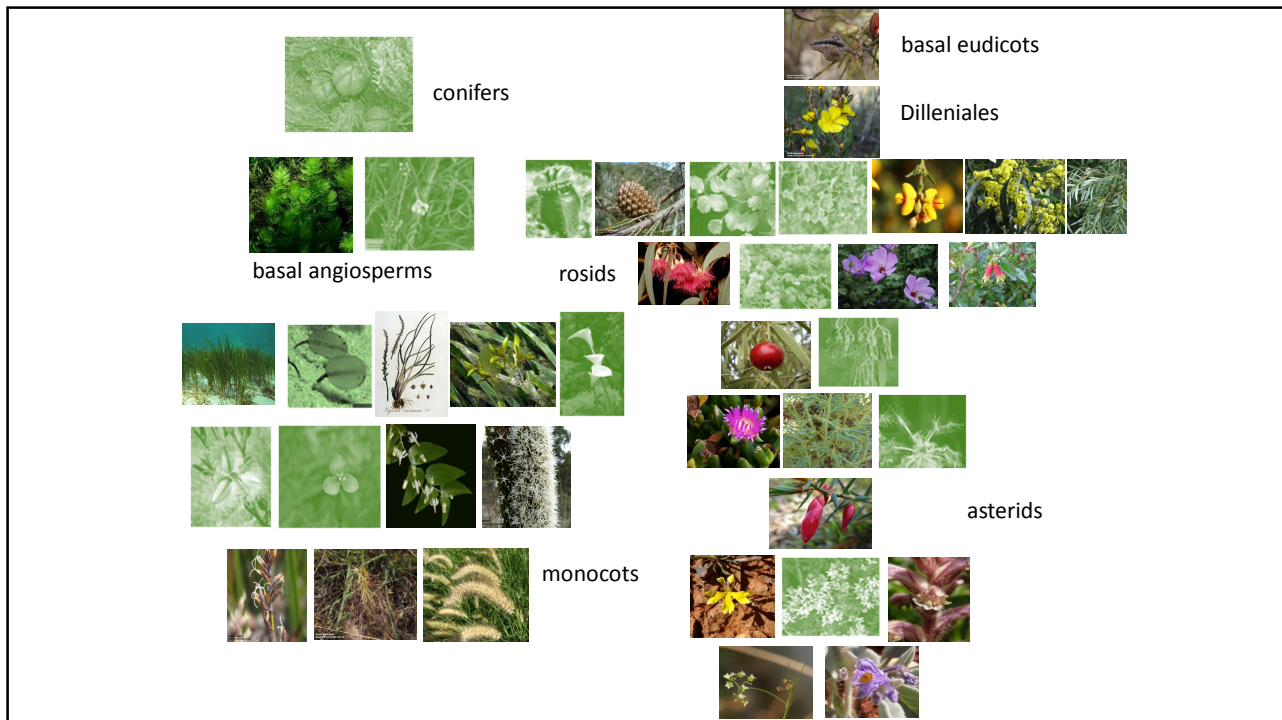 basal eudicots
conifers
Dilleniales
basal angiosperms
rosids
asterids
monocots